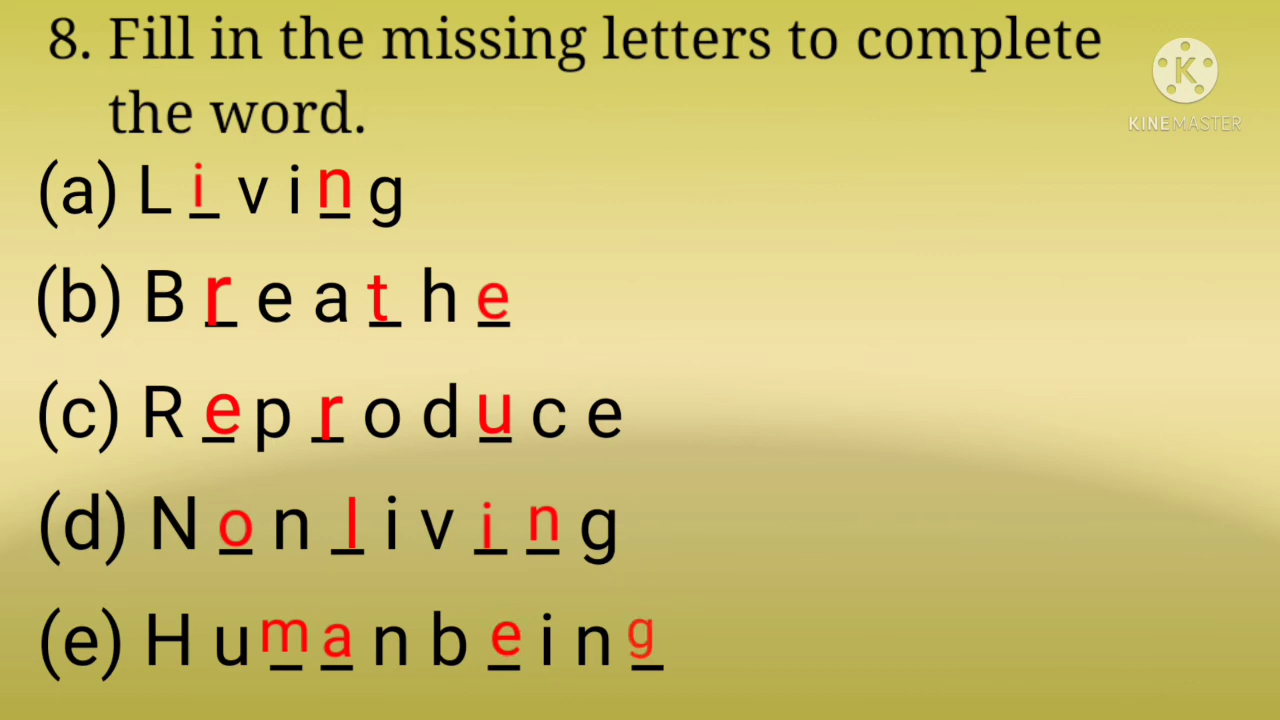 8. Fill in the missing letters to complete
the word.
K
KINEMASTER
(a) L i v i n g
(b) B r e a t h e
(c) R e p r o d u c e
(d) N o n l i v i n g
(e) H u m a n b e i n g